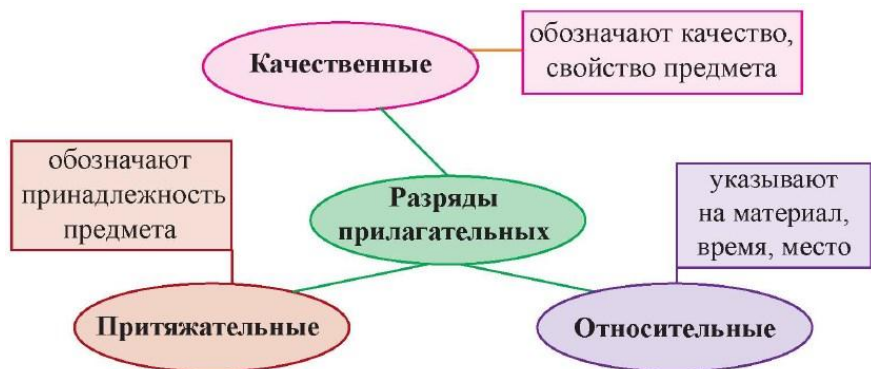 Качественные
обозначают качество,
свойство предмета
обозначают
принадлежность
предмета
Разряды
прилагательных
указывают
на материал,
время, место
Притяжательные
Относительные